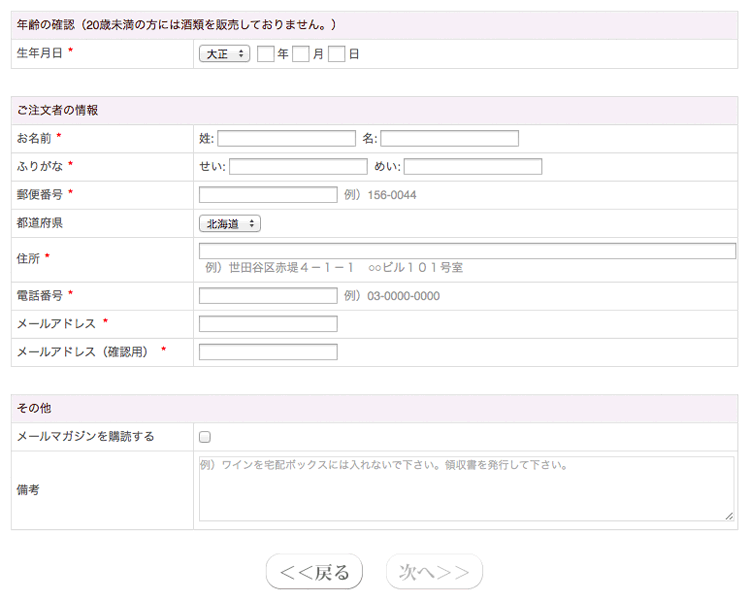 年齢の確認（20歳未満の方には酒類を販売しておりません。）
生年月日 * 大正 年 月 日
ご注文者の情報
お名前 * 姓: 名:
ふりがな * せい: めい:
郵便番号 * 例）156-0044
都道府県 北海道
住所 *
例）世田谷区赤堤４－１－１　○○ビル１０１号室
電話番号 * 例）03-0000-0000
メールアドレス *
メールアドレス（確認用） *
その他
メールマガジンを購読する
例）ワインを宅配ボックスには入れないで下さい。領収書を発行して下さい。
備考
＜＜戻る 次へ＞＞